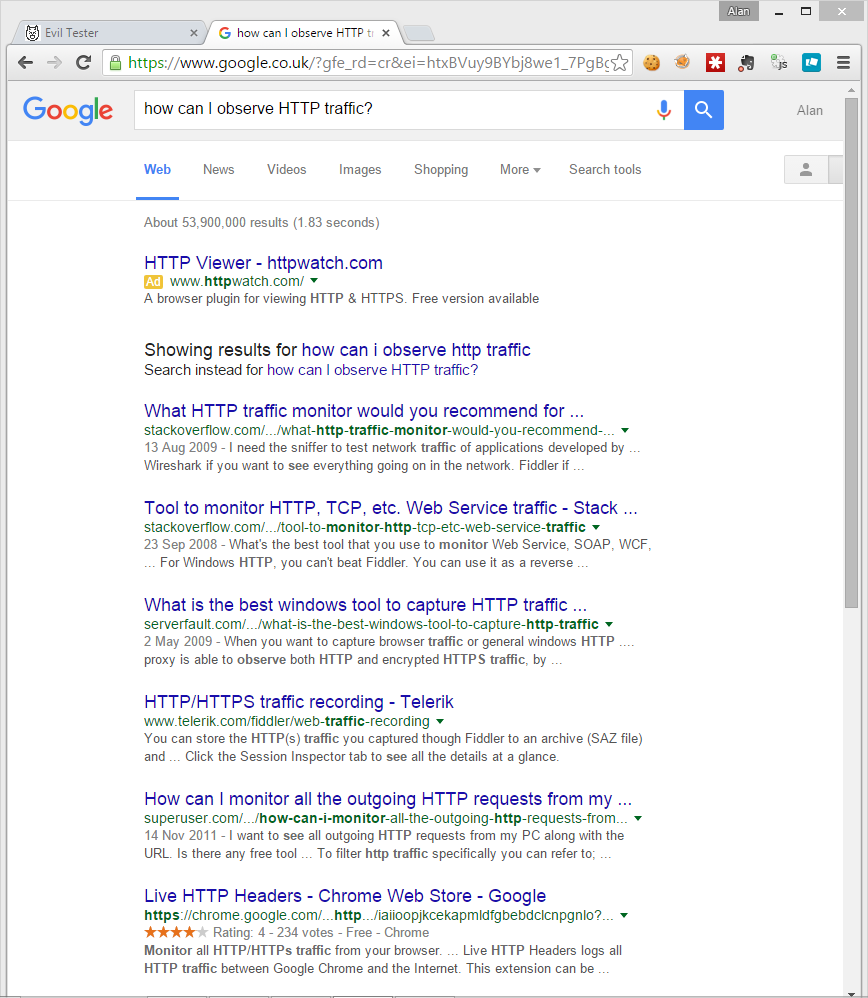 Alan
Evil Tester
how can I observe HTTP tr
https://www.google.co.uk/?gfe_rd=cr&ei=htxBVuy9BYbj8we1_7PgBg
Google
how can I observe HTTP traffic?
Alan
Web News Videos Images Shopping More Search tools
About 53,900,000 results (1.83 seconds)
HTTP Viewer - httpwatch.com
Ad www.httpwatch.com/
A browser plugin for viewing HTTP & HTTPS. Free version available
Showing results for how can i observe http traffic
Search instead for how can I observe HTTP traffic?
What HTTP traffic monitor would you recommend for ...
stackoverflow.com/.../what-http-traffic-monitor-would-you-recommend-...
13 Aug 2009 - I need the sniffer to test network traffic of applications developed by ...
Wireshark if you want to see everything going on in the network. Fiddler if ...
Tool to monitor HTTP, TCP, etc. Web Service traffic - Stack ...
stackoverflow.com/.../tool-to-monitor-http-tcp-etc-web-service-traffic
23 Sep 2008 - What's the best tool that you use to monitor Web Service, SOAP, WCF,
... For Windows HTTP, you can't beat Fiddler. You can use it as a reverse ...
What is the best windows tool to capture HTTP traffic ...
serverfault.com/.../what-is-the-best-windows-tool-to-capture-http-traffic
2 May 2009 - When you want to capture browser traffic or general windows HTTP ....
proxy is able to observe both HTTP and encrypted HTTPS traffic, by ...
HTTP/HTTPS traffic recording - Telerik
www.telerik.com/fiddler/web-traffic-recording
You can store the HTTP(s) traffic you captured though Fiddler to an archive (SAZ file)
and ... Click the Session Inspector tab to see all the details at a glance.
How can I monitor all the outgoing HTTP requests from my ...
superuser.com/.../how-can-i-monitor-all-the-outgoing-http-requests-from...
14 Nov 2011 - I want to see all outgoing HTTP requests from my PC along with the
URL. Is there any free tool ... To filter http traffic specifically you can refer to; ...
Live HTTP Headers - Chrome Web Store - Google
https://chrome.google.com/...http.../iaiioopjkcekapmldfgbebdclcnpgnlo?...
Rating: 4 - 234 votes - Free - Chrome
Monitor all HTTP/HTTPs traffic from your browser. ... Live HTTP Headers logs all
HTTP traffic between Google Chrome and the Internet. This extension can be ...